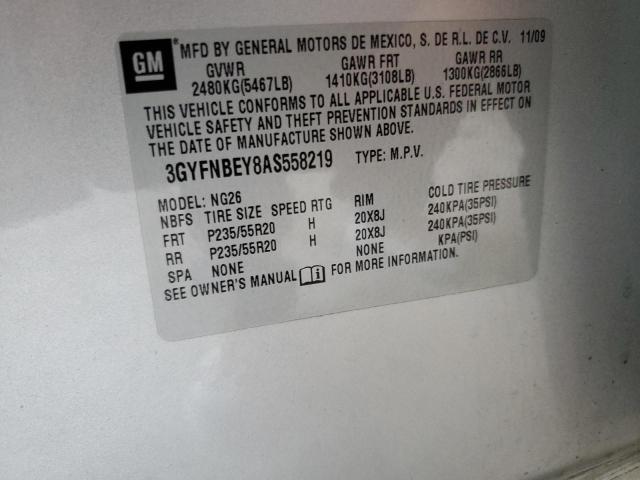 GM *MFD BY GENERAL MOTORS DE MEXICO, S. DE R.L. DE C.V. 11/09
GVWR GAWR FRT GAWR RR
2480KG(5467LB) 1410KG(3108LB) 1300KG(2866LB)
THIS VEHICLE CONFORMS TO ALL APPLICABLE U.S. FEDERAL MOTOR
VEHICLE SAFETY AND THEFT PREVENTION STANDARDS IN EFFECT ON
THE DATE OF MANUFACTURE SHOWN ABOVE.
3GYFNBEY8AS558219 TYPE: M.P.V.
MODEL: NG26
NBFS TIRE SIZE SPEED RTG RIM COLD TIRE PRESSURE
FRT P235/55R20 H 20X8J 240KPA(35PSI)
RR P235/55R20 H 20X8J 240KPA(35PSI)
SPA NONE NONE KPA(PSI)
SEE OWNER'S MANUAL i FOR MORE INFORMATION.